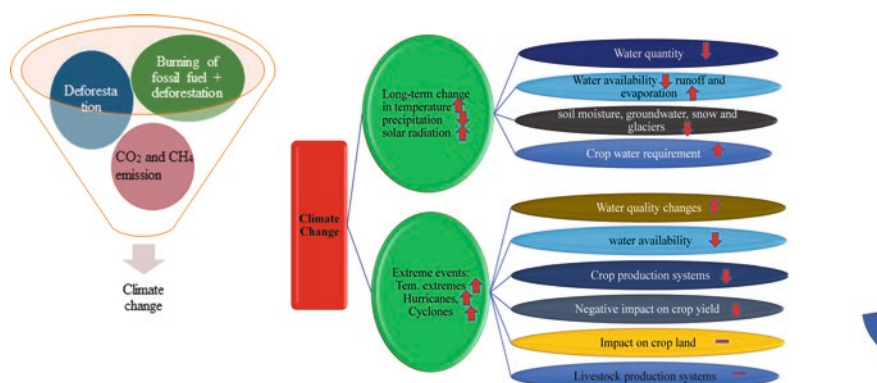 Deforesta
tion
Burning of
fossil fuel +
deforestation
CO₂ and CH₄
emission
Climate
change
Climate
Change
Long-term change
in temperature
precipitation
solar radiation
Extreme events:
Tem. extremes
Hurricanes,
Cyclones
Water quantity
Water availability runoff and
evaporation
soil moisture, groundwater, snow and
glaciers
Crop water requirement
Water quality changes
water availability
Crop production systems
Negative impact on crop yield
Impact on crop land
Livestock production systems